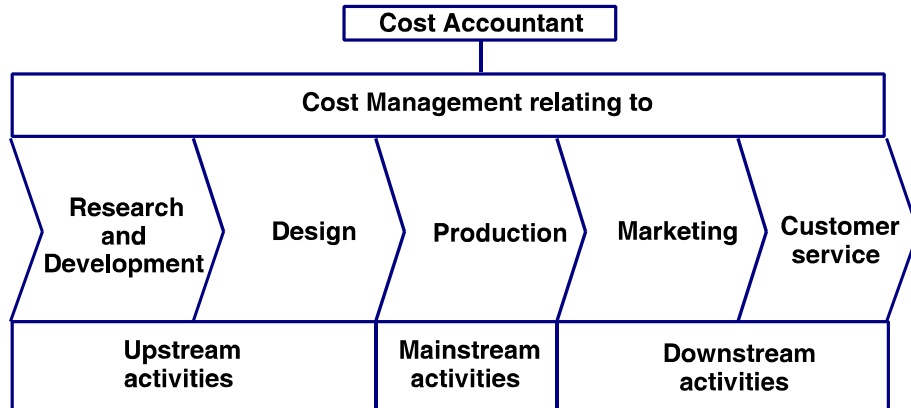 Cost Accountant
Cost Management relating to
Research
and
Development
Design
Production
Marketing
Customer
service
Upstream
activities
Mainstream
activities
Downstream
activities